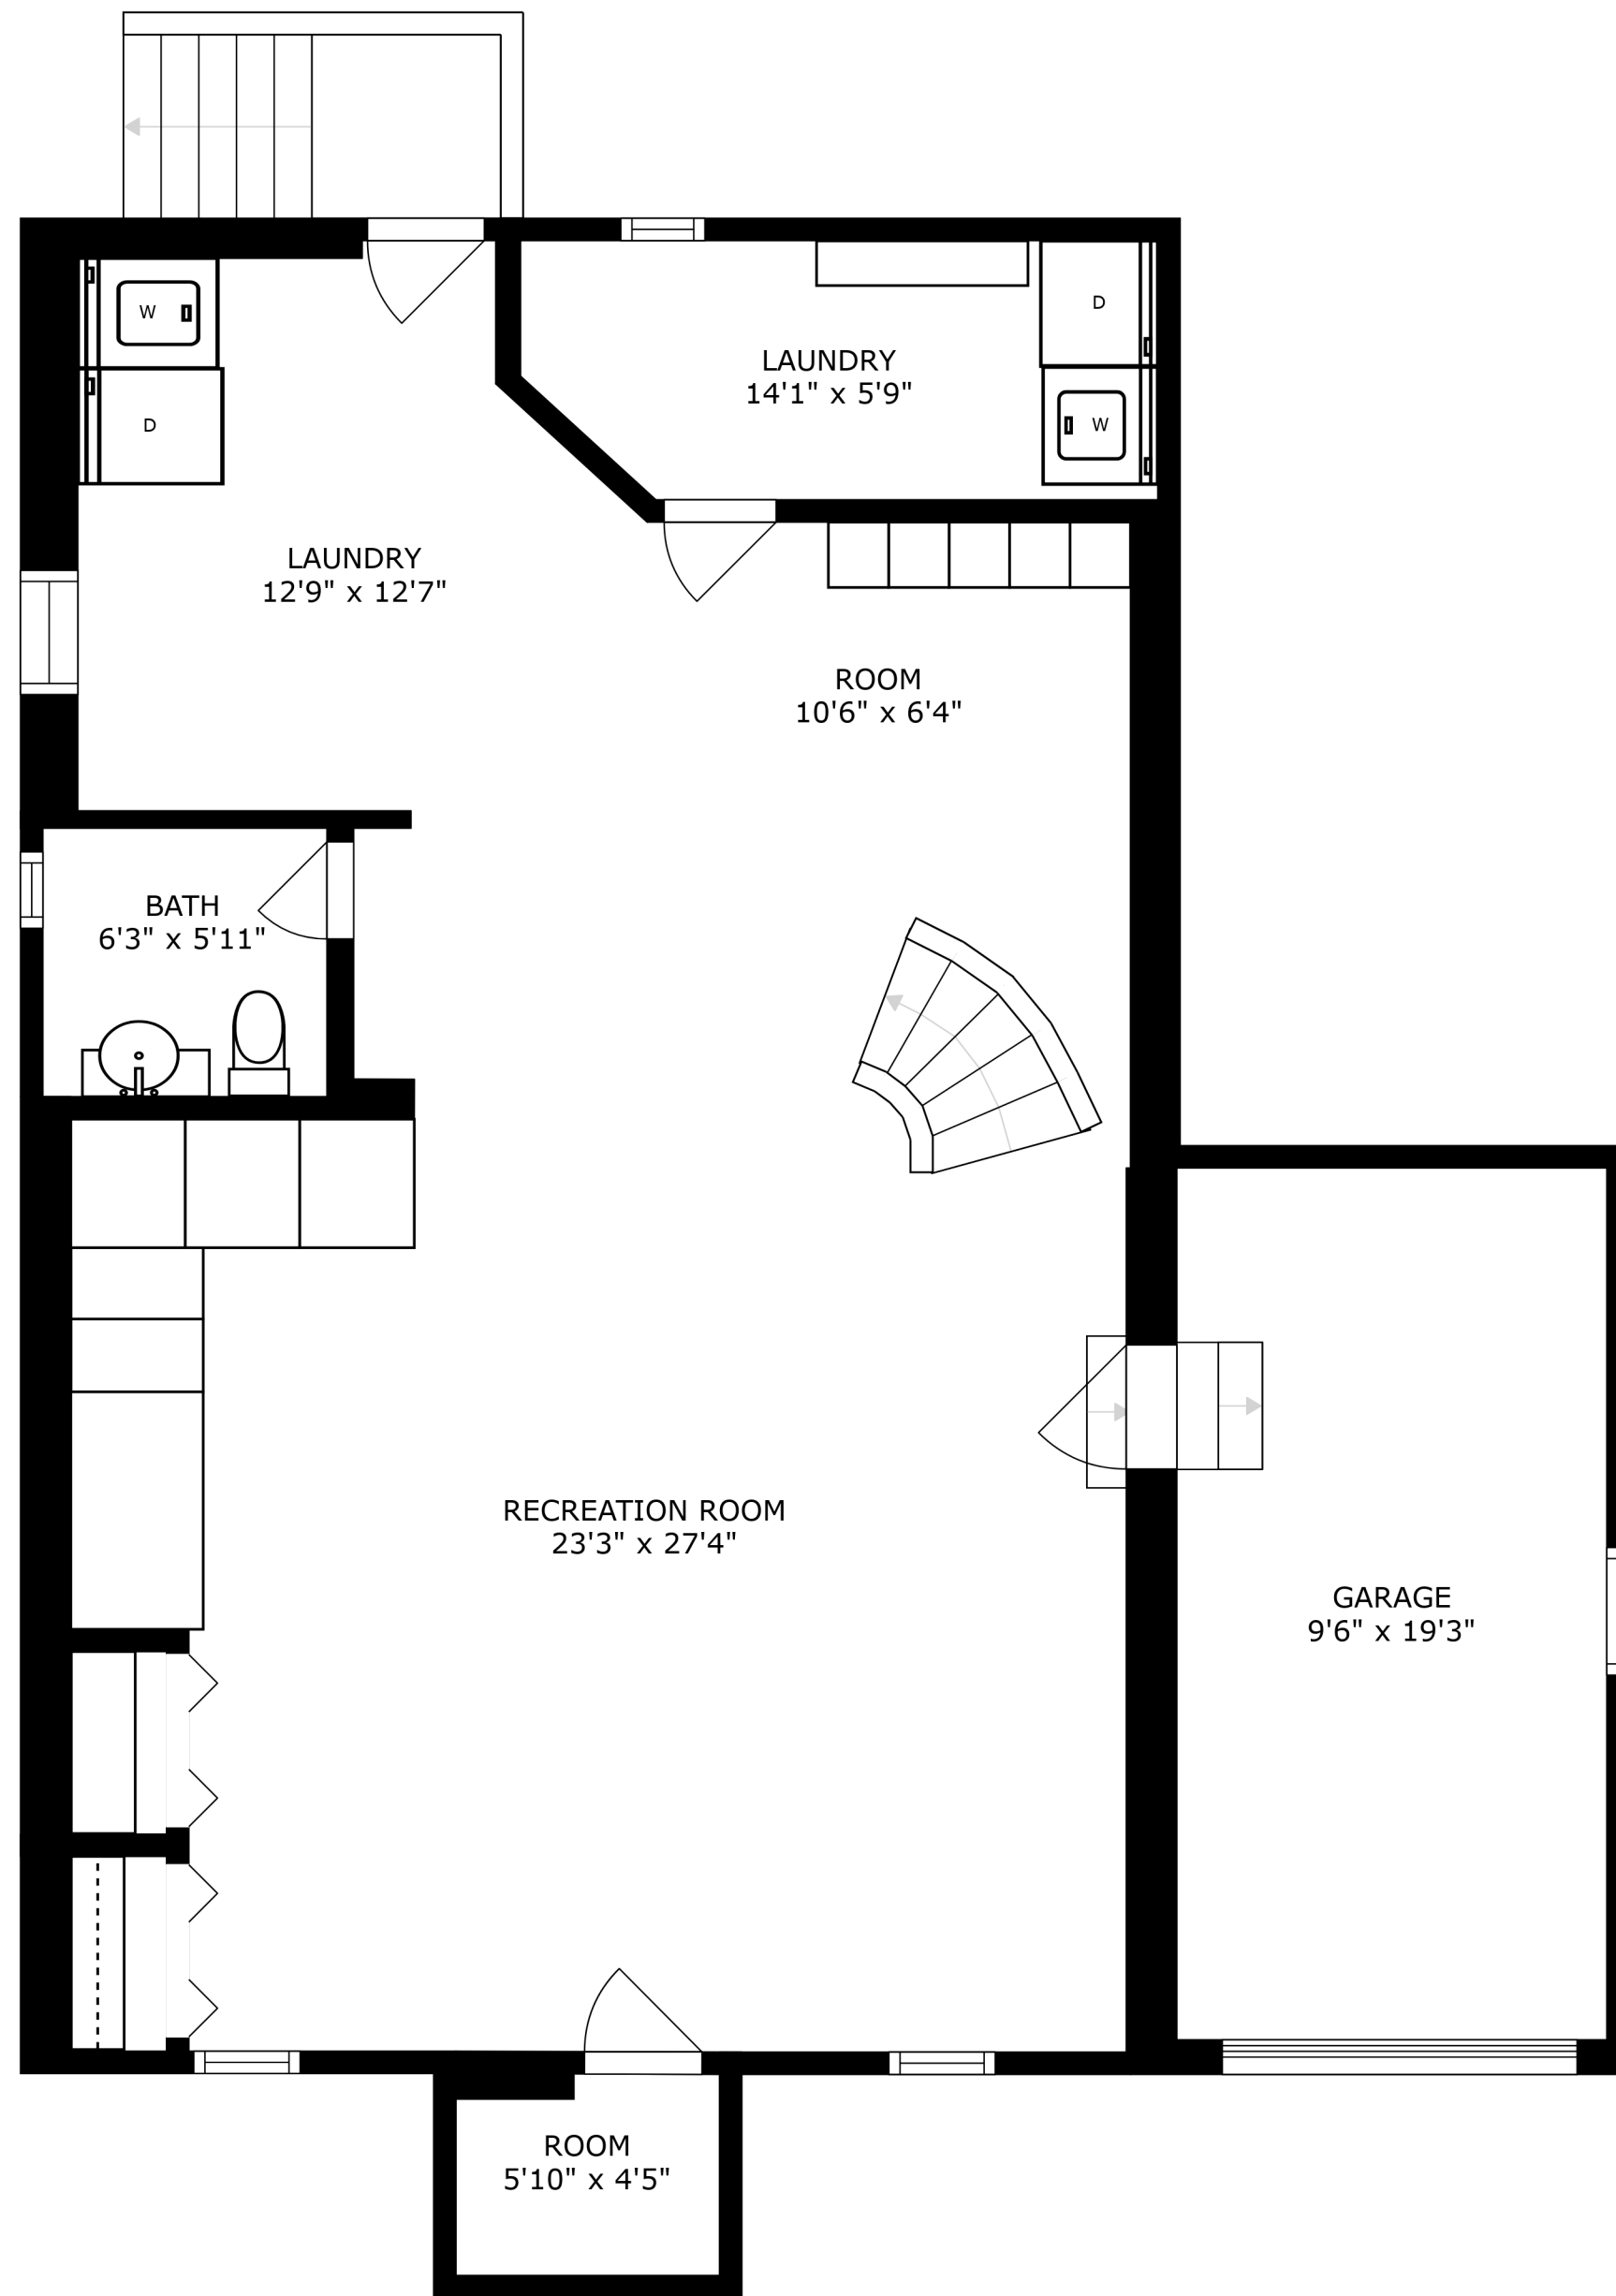 W
D
D
W
LAUNDRY
14'1" x 5'9"
LAUNDRY
12'9" x 12'7"
ROOM
10'6" x 6'4"
BATH
6'3" x 5'11"
RECREATION ROOM
23'3" x 27'4"
GARAGE
9'6" x 19'3"
ROOM
5'10" x 4'5"